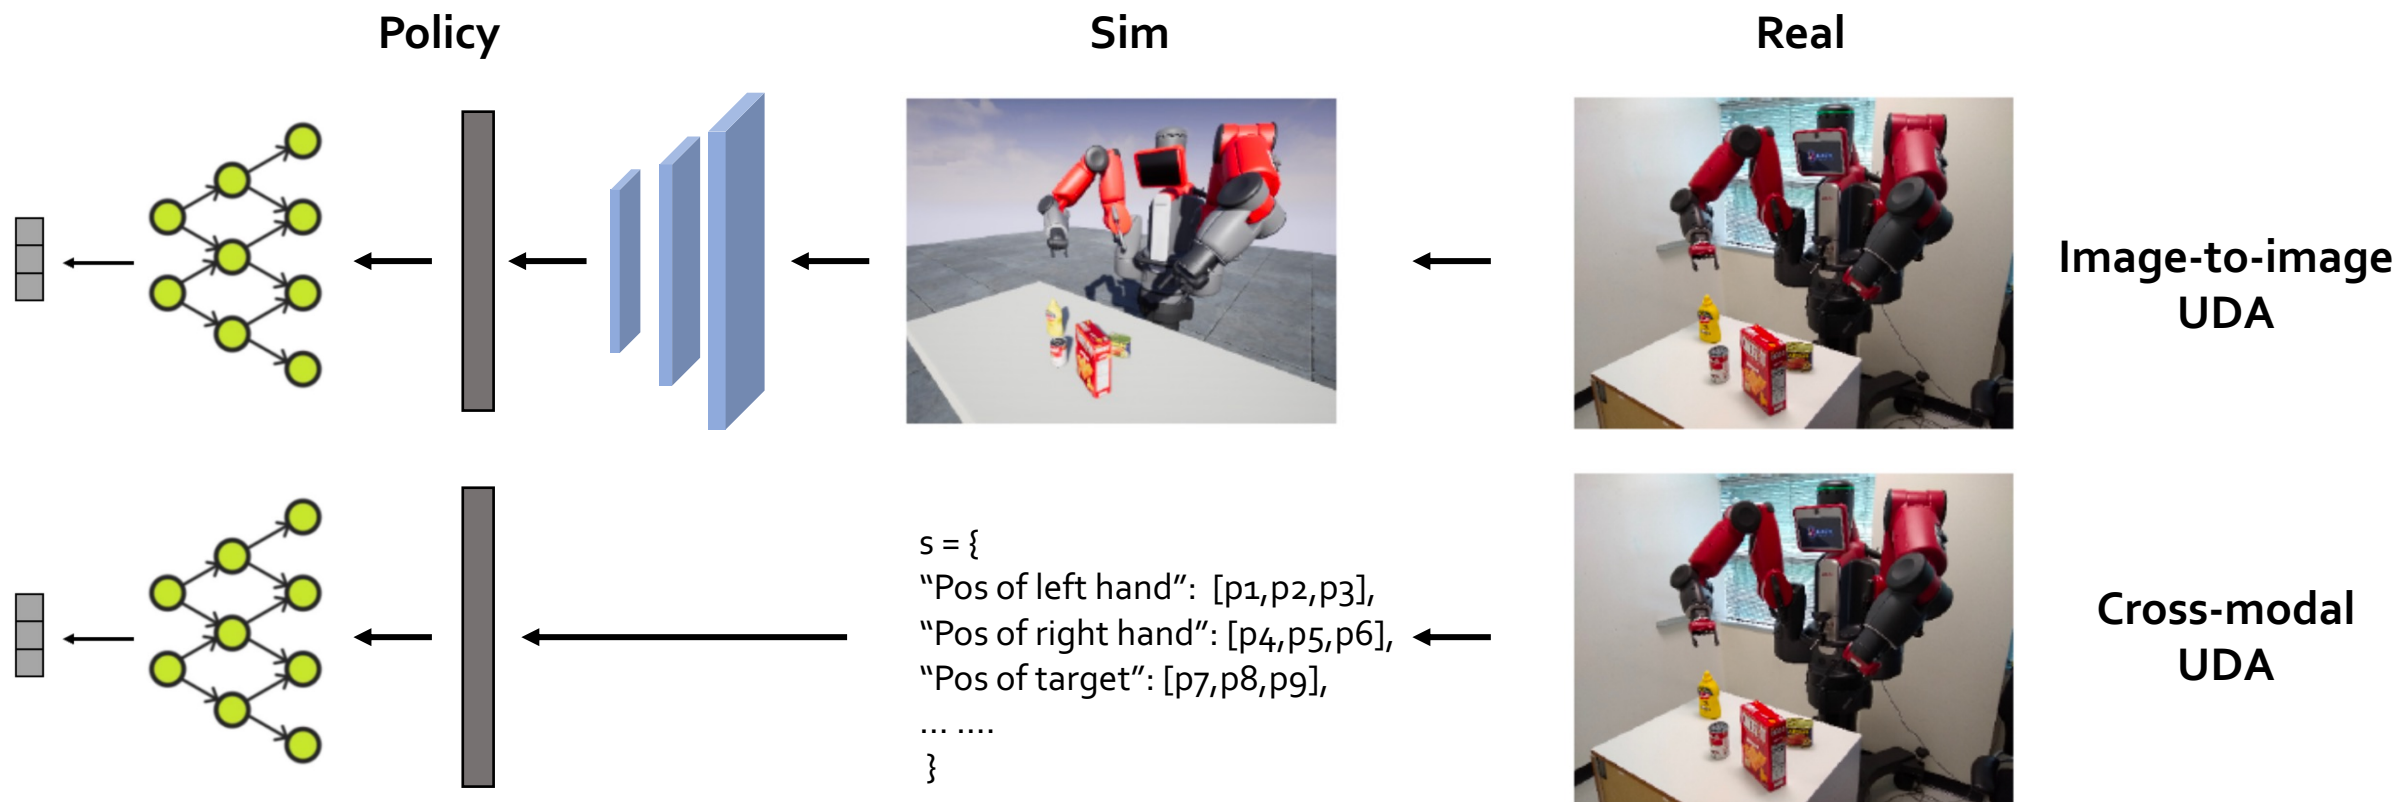 Policy
Sim
Real
Image-to-image
UDA
s = {
“Pos of left hand”: [p1,p2,p3],
“Pos of right hand”: [p4,p5,p6],
“Pos of target”: [p7,p8,p9],
... ....
}
Cross-modal
UDA